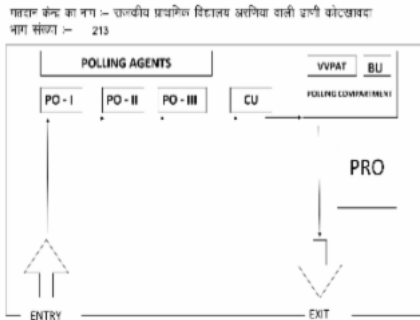 मतदान केन्द्र का नाम :- राजकीय प्राथमिक विद्यालय अरणिया वाली ढाणी कोटखावदा
भाग संख्या :- 213
POLLING AGENTS
VVPAT BU
POLLING COMPARTMENT
PO - I PO - II PO - III CU
PRO
ENTRY EXIT